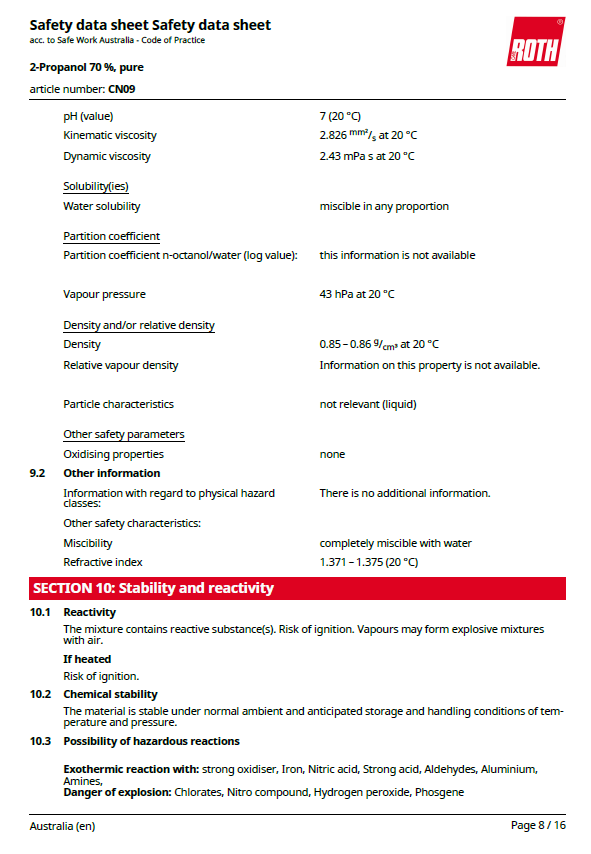 Safety data sheet Safety data sheet
acc. to Safe Work Australia - Code of Practice
ROTH
®
2-Propanol 70 %, pure
article number: CN09
pH (value) 7 (20 °C)
Kinematic viscosity 2.826 mm²/s at 20 °C
Dynamic viscosity 2.43 mPa s at 20 °C
Solubility(ies)
Water solubility miscible in any proportion
Partition coefficient
Partition coefficient n-octanol/water (log value): this information is not available
Vapour pressure 43 hPa at 20 °C
Density and/or relative density
Density 0.85 – 0.86 g/cm³ at 20 °C
Relative vapour density Information on this property is not available.
Particle characteristics not relevant (liquid)
Other safety parameters
Oxidising properties none
9.2 Other information
Information with regard to physical hazard There is no additional information.
classes:
Other safety characteristics:
Miscibility completely miscible with water
Refractive index 1.371 – 1.375 (20 °C)
SECTION 10: Stability and reactivity
10.1 Reactivity
The mixture contains reactive substance(s). Risk of ignition. Vapours may form explosive mixtures
with air.
If heated
Risk of ignition.
10.2 Chemical stability
The material is stable under normal ambient and anticipated storage and handling conditions of tem-
perature and pressure.
10.3 Possibility of hazardous reactions
Exothermic reaction with: strong oxidiser, Iron, Nitric acid, Strong acid, Aldehydes, Aluminium,
Amines,
Danger of explosion: Chlorates, Nitro compound, Hydrogen peroxide, Phosgene
Australia (en) Page 8 / 16